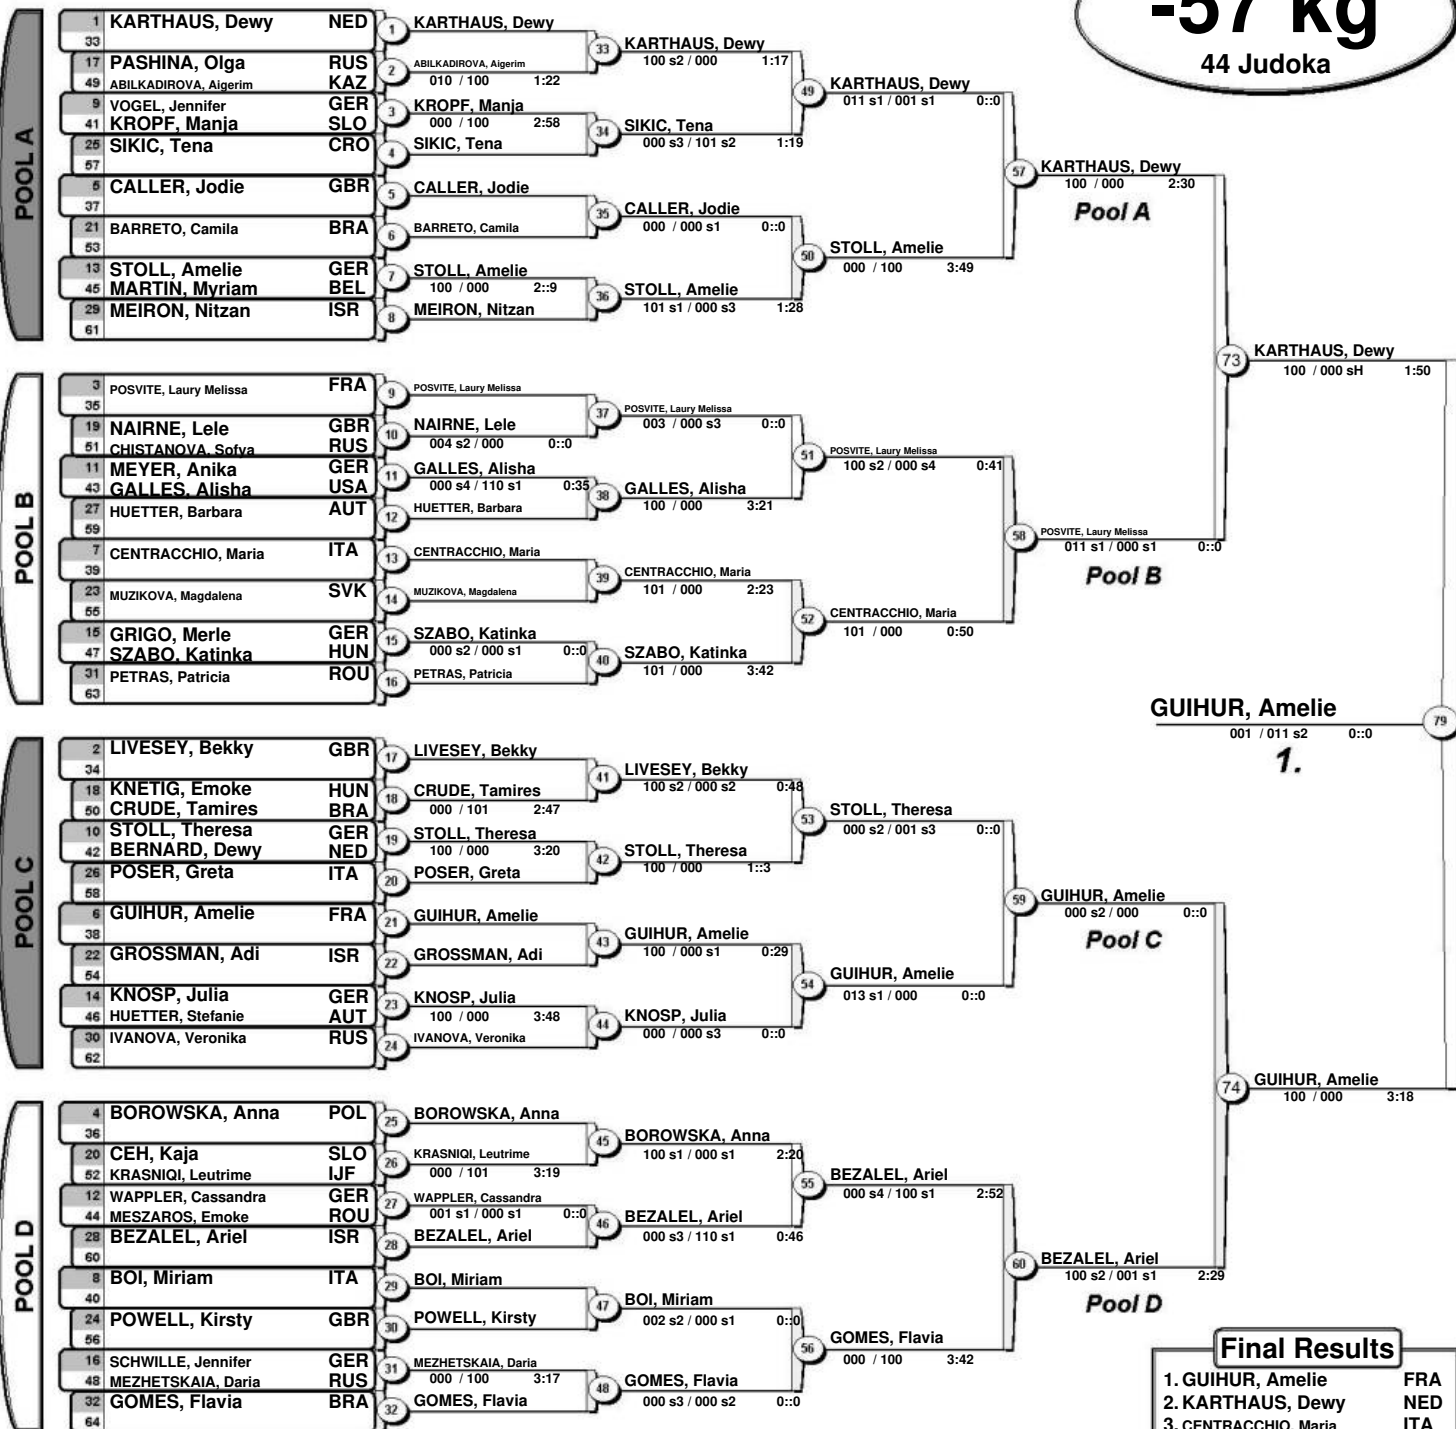 -57 kg
44 Judoka
POOL A
1 KARTHAUS, Dewy NED
33
17 PASHINA, Olga RUS
49 ABILKADIROVA, Aigerim KAZ
9 VOGEL, Jennifer GER
41 KROPF, Manja SLO
25 SIKIC, Tena CRO
57
5 CALLER, Jodie GBR
37
21 BARRETO, Camila BRA
53
13 STOLL, Amelie GER
45 MARTIN, Myriam BEL
29 MEIRON, Nitzan ISR
61
1 KARTHAUS, Dewy
2 ABILKADIROVA, Aigerim
010 / 100 1:22
3 KROPF, Manja
000 / 100 2:58
4 SIKIC, Tena
5 CALLER, Jodie
6 BARRETO, Camila
7 STOLL, Amelie
100 / 000 2::9
8 MEIRON, Nitzan
33 KARTHAUS, Dewy
100 s2 / 000 1:17
34 SIKIC, Tena
000 s3 / 101 s2 1:19
35 CALLER, Jodie
000 / 000 s1 0::0
36 STOLL, Amelie
101 s1 / 000 s3 1:28
49 KARTHAUS, Dewy
011 s1 / 001 s1 0::0
50 STOLL, Amelie
000 / 100 3:49
57 KARTHAUS, Dewy
100 / 000 2:30
Pool A
POOL B
3 POSVITE, Laury Melissa FRA
35
19 NAIRNE, Lele GBR
51 CHISTANOVA, Sofya RUS
11 MEYER, Anika GER
43 GALLES, Alisha USA
27 HUETTER, Barbara AUT
59
7 CENTRACCHIO, Maria ITA
39
23 MUZIKOVA, Magdalena SVK
55
15 GRIGO, Merle GER
47 SZABO, Katinka HUN
31 PETRAS, Patricia ROU
63
9 POSVITE, Laury Melissa
10 NAIRNE, Lele
004 s2 / 000 0::0
11 GALLES, Alisha
000 s4 / 110 s1 0:35
12 HUETTER, Barbara
13 CENTRACCHIO, Maria
14 MUZIKOVA, Magdalena
15 SZABO, Katinka
000 s2 / 000 s1 0::0
16 PETRAS, Patricia
37 POSVITE, Laury Melissa
003 / 000 s3 0::0
38 GALLES, Alisha
100 / 000 3:21
39 CENTRACCHIO, Maria
101 / 000 2:23
40 SZABO, Katinka
101 / 000 3:42
51 POSVITE, Laury Melissa
100 s2 / 000 s4 0:41
52 CENTRACCHIO, Maria
101 / 000 0:50
58 POSVITE, Laury Melissa
011 s1 / 000 s1 0::0
Pool B
73 KARTHAUS, Dewy
100 / 000 sH 1:50
GUIHUR, Amelie 79
001 / 011 s2 0::0
1.
POOL C
2 LIVESEY, Bekky GBR
34
18 KNETIG, Emoke HUN
50 CRUDE, Tamires BRA
10 STOLL, Theresa GER
42 BERNARD, Dewy NED
26 POSER, Greta ITA
58
6 GUIHUR, Amelie FRA
38
22 GROSSMAN, Adi ISR
54
14 KNOSP, Julia GER
46 HUETTER, Stefanie AUT
30 IVANOVA, Veronika RUS
62
17 LIVESEY, Bekky
18 CRUDE, Tamires
000 / 101 2:47
19 STOLL, Theresa
100 / 000 3:20
20 POSER, Greta
21 GUIHUR, Amelie
22 GROSSMAN, Adi
23 KNOSP, Julia
100 / 000 3:48
24 IVANOVA, Veronika
41 LIVESEY, Bekky
100 s2 / 000 s2 0:48
42 STOLL, Theresa
100 / 000 1::3
43 GUIHUR, Amelie
100 / 000 s1 0:29
44 KNOSP, Julia
000 / 000 s3 0::0
53 STOLL, Theresa
000 s2 / 001 s3 0::0
54 GUIHUR, Amelie
013 s1 / 000 0::0
59 GUIHUR, Amelie
000 s2 / 000 0::0
Pool C
74 GUIHUR, Amelie
100 / 000 3:18
POOL D
4 BOROWSKA, Anna POL
36
20 CEH, Kaja SLO
52 KRASNIQI, Leutrime IJF
12 WAPPLER, Cassandra GER
44 MESZAROS, Emoke ROU
28 BEZALEL, Ariel ISR
60
8 BOI, Miriam ITA
40
24 POWELL, Kirsty GBR
56
16 SCHWILLE, Jennifer GER
48 MEZHETSKAIA, Daria RUS
32 GOMES, Flavia BRA
64
25 BOROWSKA, Anna
26 KRASNIQI, Leutrime
000 / 101 3:19
27 WAPPLER, Cassandra
001 s1 / 000 s1 0::0
28 BEZALEL, Ariel
29 BOI, Miriam
30 POWELL, Kirsty
31 MEZHETSKAIA, Daria
000 / 100 3:17
32 GOMES, Flavia
45 BOROWSKA, Anna
100 s1 / 000 s1 2:20
46 BEZALEL, Ariel
000 s3 / 110 s1 0:46
47 BOI, Miriam
002 s2 / 000 s1 0::0
48 GOMES, Flavia
000 s3 / 000 s2 0::0
55 BEZALEL, Ariel
000 s4 / 100 s1 2:52
56 GOMES, Flavia
000 / 100 3:42
60 BEZALEL, Ariel
100 s2 / 001 s1 2:29
Pool D
Final Results
1. GUIHUR, Amelie FRA
2. KARTHAUS, Dewy NED
3. CENTRACCHIO, Maria ITA